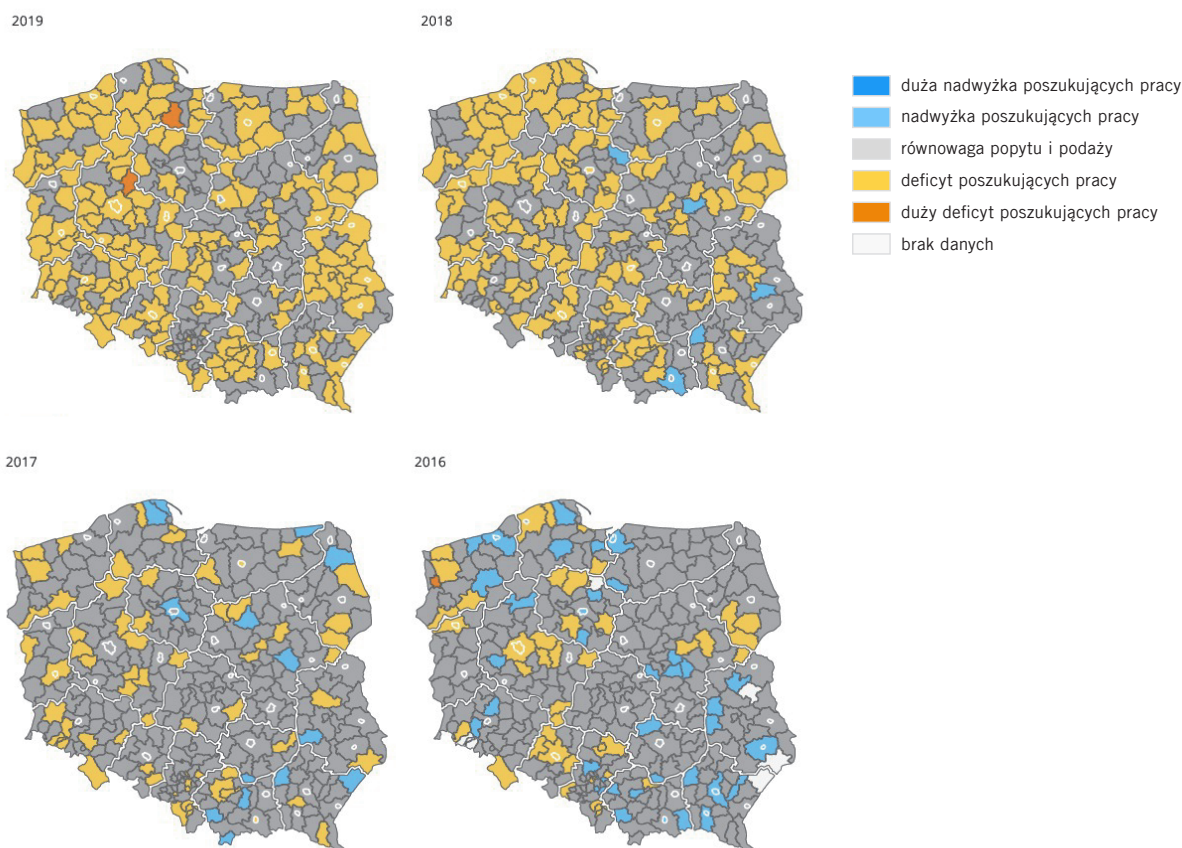 2019
2018
duża nadwyżka poszukujących pracy
nadwyżka poszukujących pracy
równowaga popytu i podaży
deficyt poszukujących pracy
duży deficyt poszukujących pracy
brak danych
2017
2016